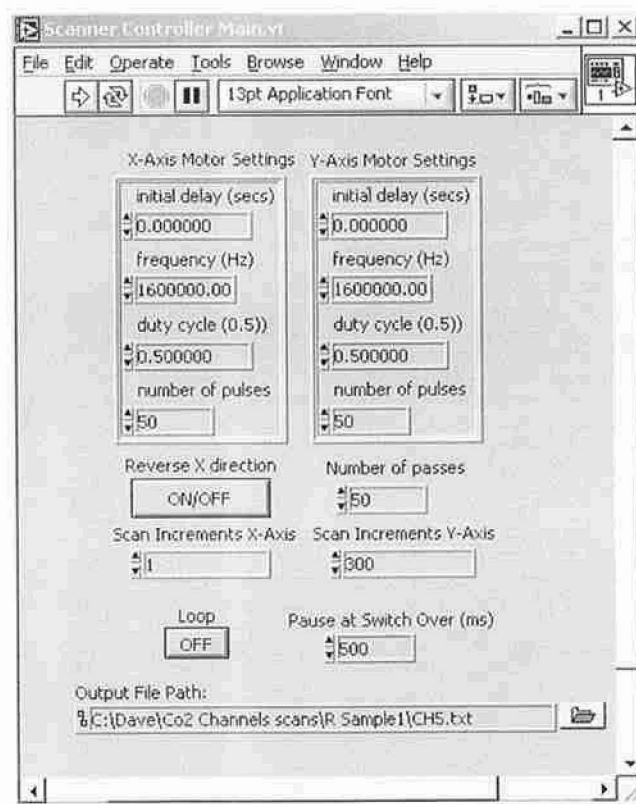 Scanner Controller Main.vi
File Edit Operate Tools Browse Window Help
13pt Application Font
1
X-Axis Motor Settings Y-Axis Motor Settings
initial delay (secs) initial delay (secs)
0.000000 0.000000
frequency (Hz) frequency (Hz)
1600000.00 1600000.00
duty cycle (0.5)) duty cycle (0.5))
0.500000 0.500000
number of pulses number of pulses
50 50
Reverse X direction Number of passes
ON/OFF 50
Scan Increments X-Axis Scan Increments Y-Axis
1 300
Loop Pause at Switch Over (ms)
OFF 500
Output File Path:
C:\Dave\Co2 Channels scans\R Sample1\CH5.txt